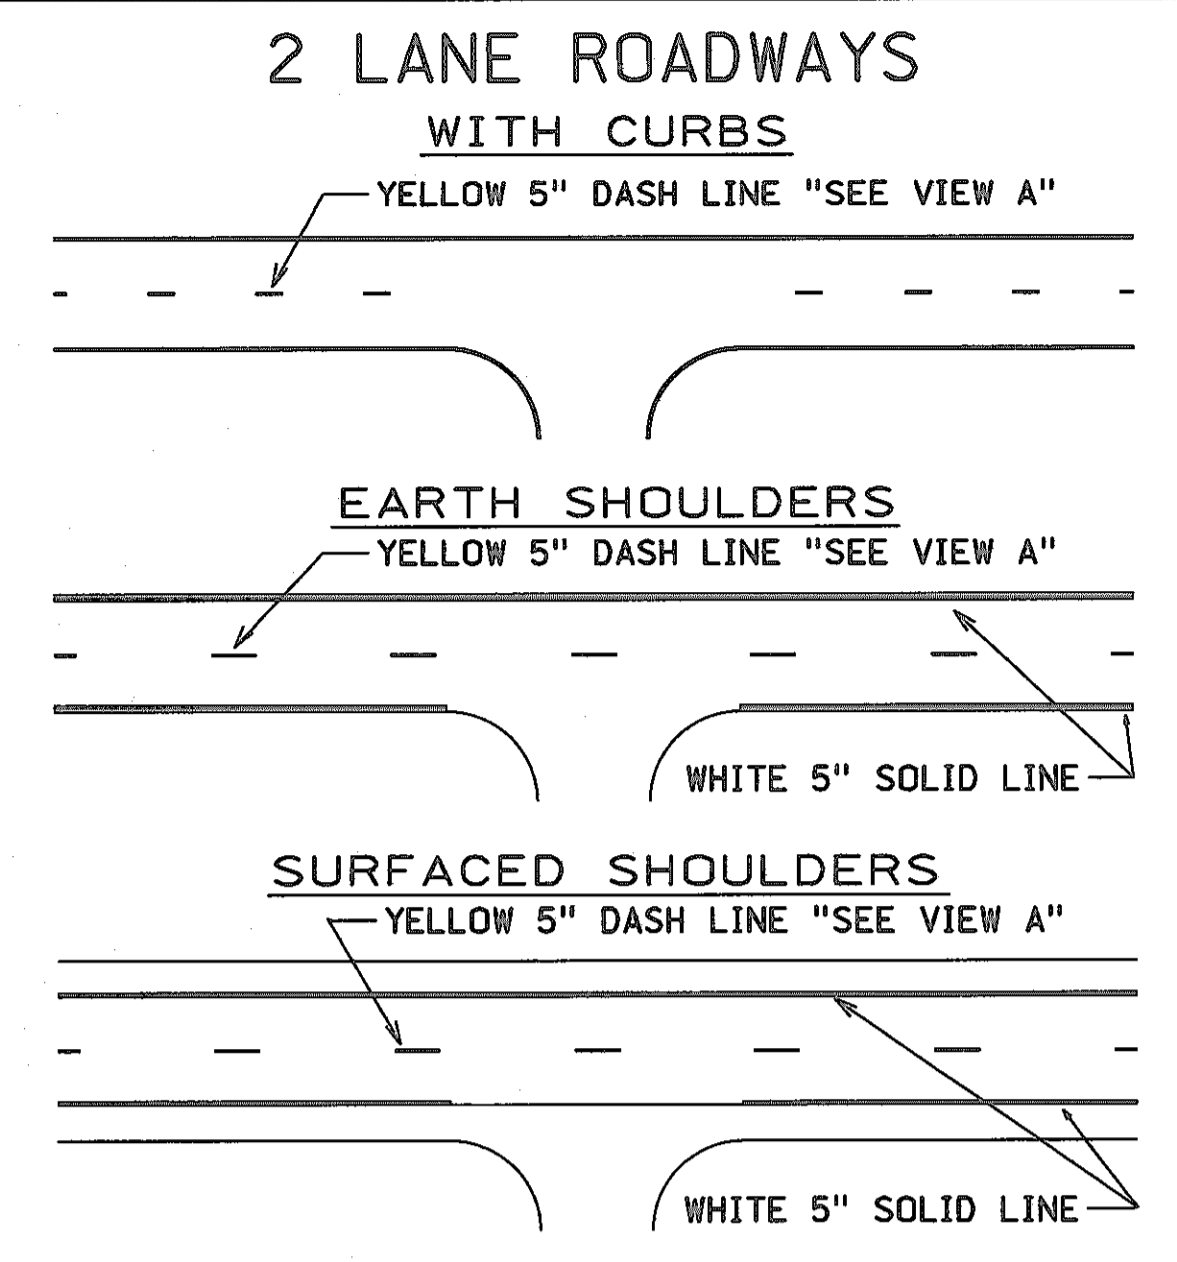 2 LANE ROADWAYS
WITH CURBS
YELLOW 5" DASH LINE "SEE VIEW A"
EARTH SHOULDERS
YELLOW 5" DASH LINE "SEE VIEW A"
WHITE 5" SOLID LINE
SURFACED SHOULDERS
YELLOW 5" DASH LINE "SEE VIEW A"
WHITE 5" SOLID LINE